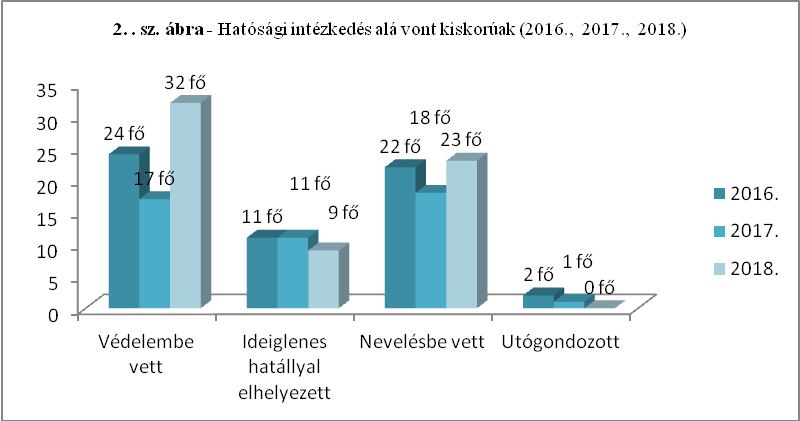 2. . sz. ábra - Hatósági intézkedés alá vont kiskorúak (2016., 2017., 2018.)
35
30
25
20
15
10
5
0
24 fő
17 fő
32 fő
11 fő
11 fő
9 fő
22 fő
18 fő
23 fő
2 fő
1 fő
0 fő
Védelembe
vett
Ideiglenes
hatállyal
elhelyezett
Nevelésbe vett
Utógondozott
2016.
2017.
2018.